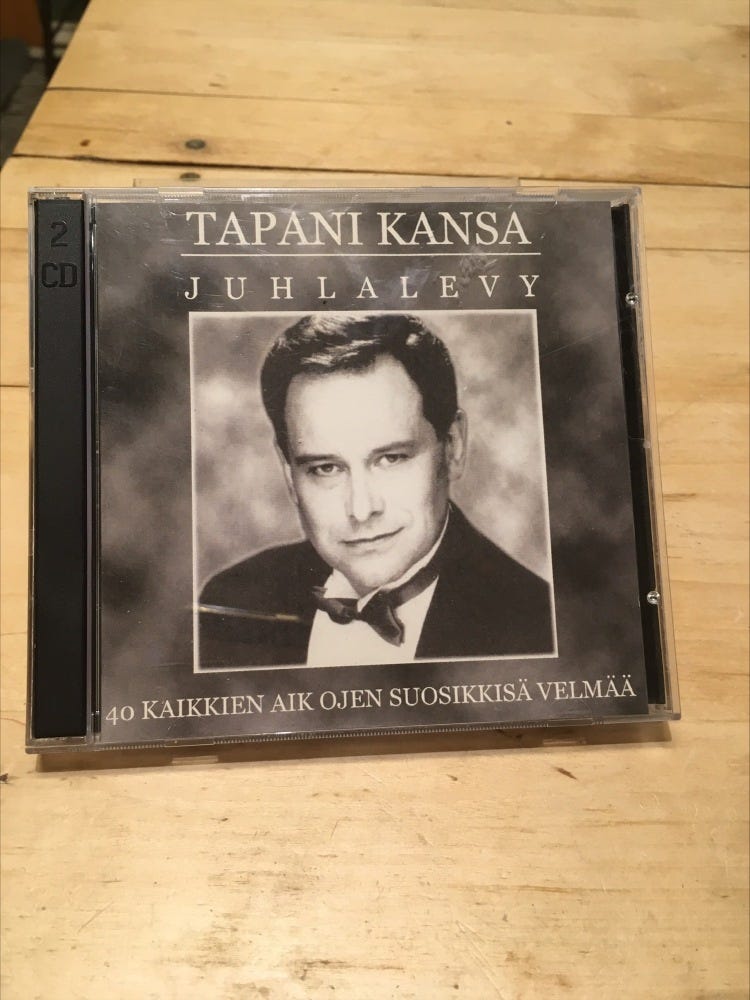 2
CD
TAPANI KANSA
JUHLALEVY
40 KAIKKIEN AIK OJEN SUOSIKKISÄ VELMÄÄ